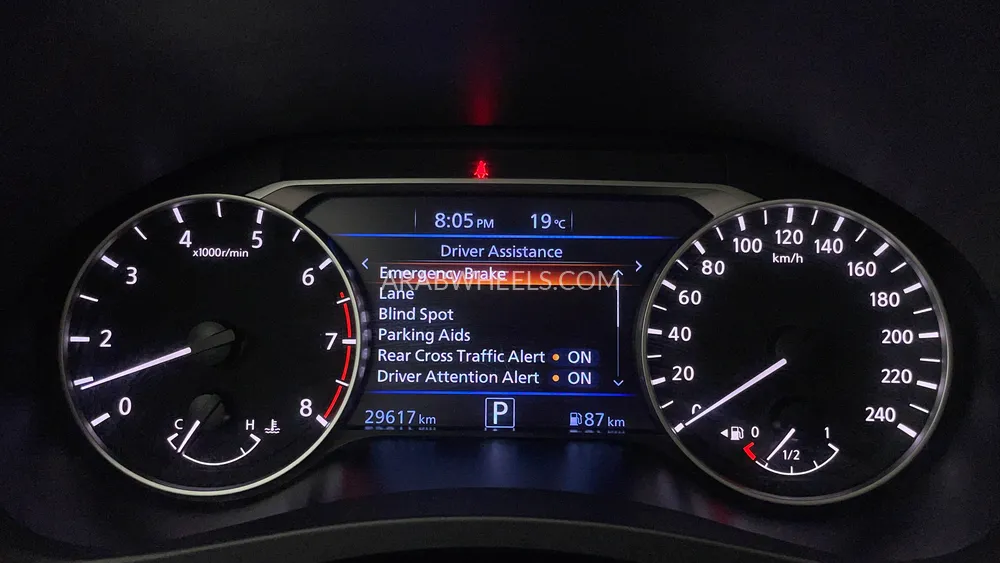 8:05 PM 19 °C
Driver Assistance
Emergency Brake
ARABWHEELS.COM
Lane
Blind Spot
Parking Aids
Rear Cross Traffic Alert ON
Driver Attention Alert ON
29617 km P 87 km
0 2 3 4 5 6 7 8
x1000r/min
C H
0 20 40 60 80 100 120 140 160 180 200 220 240
km/h
0 1/2 1